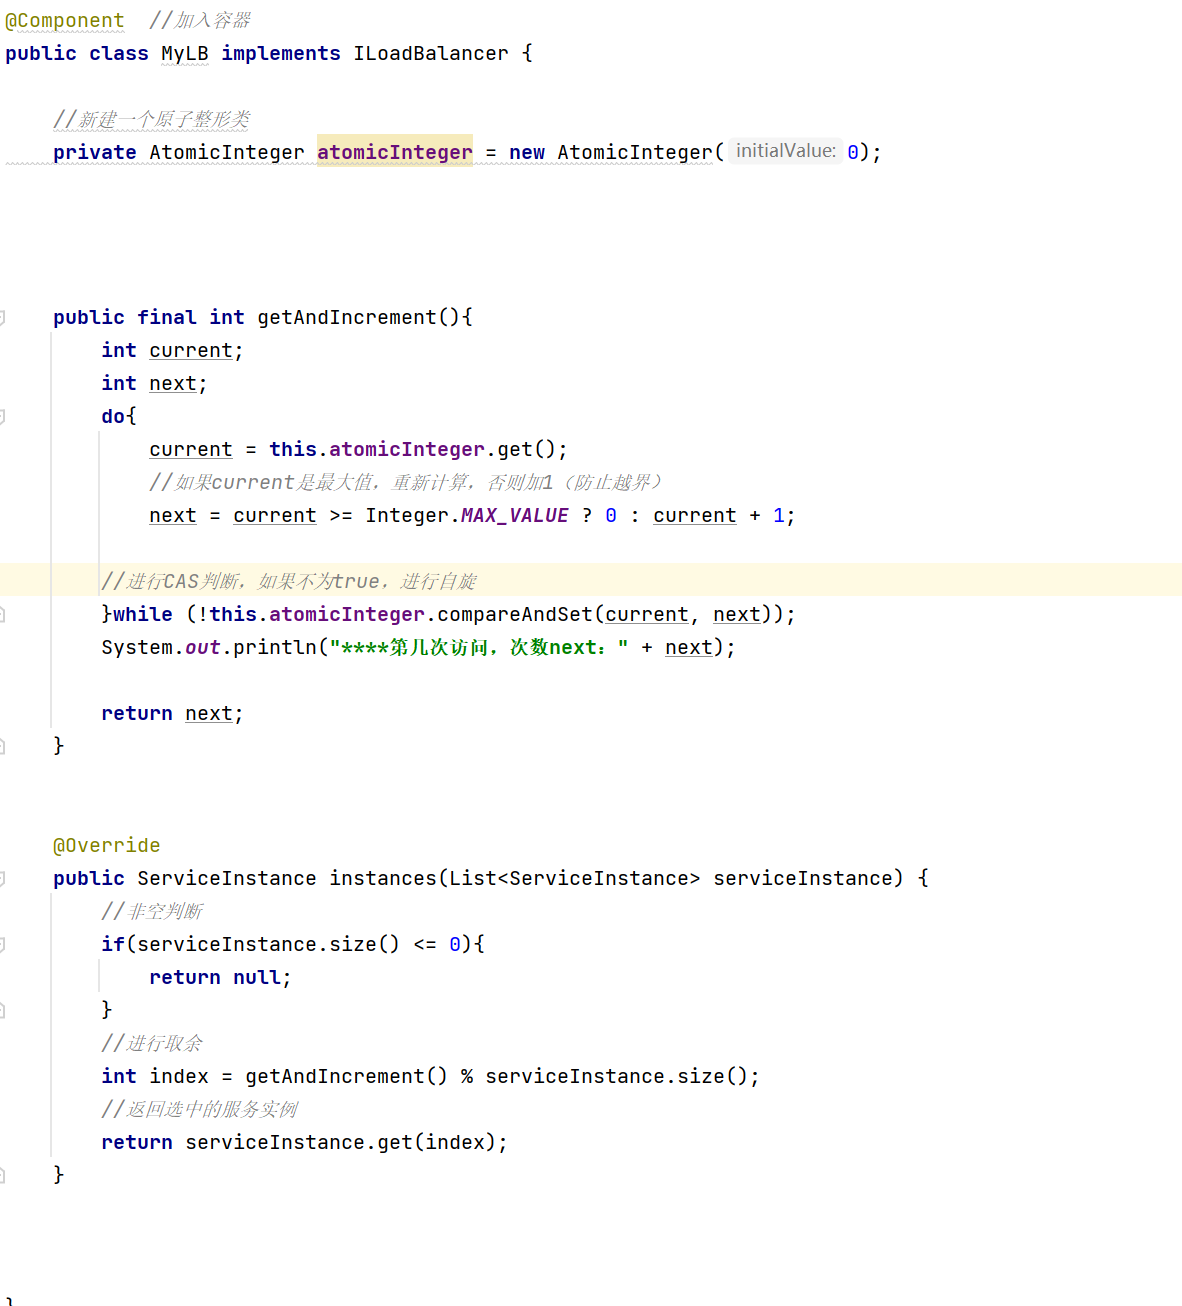 @Component  //加入容器
public class MyLB implements ILoadBalancer {
//新建一个原子整形类
private AtomicInteger atomicInteger = new AtomicInteger( initialValue: 0);
public final int getAndIncrement(){
int current;
int next;
do{
current = this.atomicInteger.get();
//如果current是最大值，重新计算，否则加1（防止越界）
next = current >= Integer.MAX_VALUE ? 0 : current + 1;
//进行CAS判断，如果不为true，进行自旋
}while (!this.atomicInteger.compareAndSet(current, next));
System.out.println("****第几次访问，次数next：" + next);
return next;
}
@Override
public ServiceInstance instances(List<ServiceInstance> serviceInstance) {
//非空判断
if(serviceInstance.size() <= 0){
return null;
}
//进行取余
int index = getAndIncrement() % serviceInstance.size();
//返回选中的服务实例
return serviceInstance.get(index);
}
}